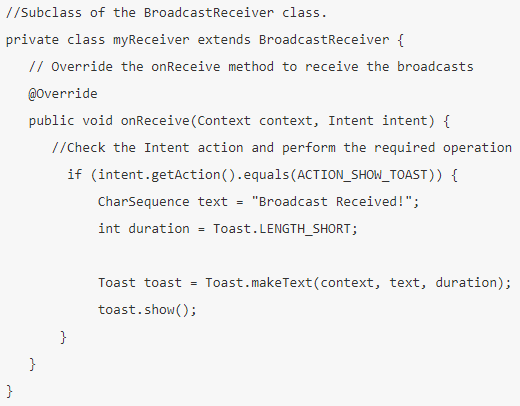 //Subclass of the BroadcastReceiver class.
private class myReceiver extends BroadcastReceiver {
   // Override the onReceive method to receive the broadcasts
   @Override
   public void onReceive(Context context, Intent intent) {
      //Check the Intent action and perform the required operation
        if (intent.getAction().equals(ACTION_SHOW_TOAST)) {
            CharSequence text = "Broadcast Received!";
            int duration = Toast.LENGTH_SHORT;

            Toast toast = Toast.makeText(context, text, duration);
            toast.show();
       }
   }
}